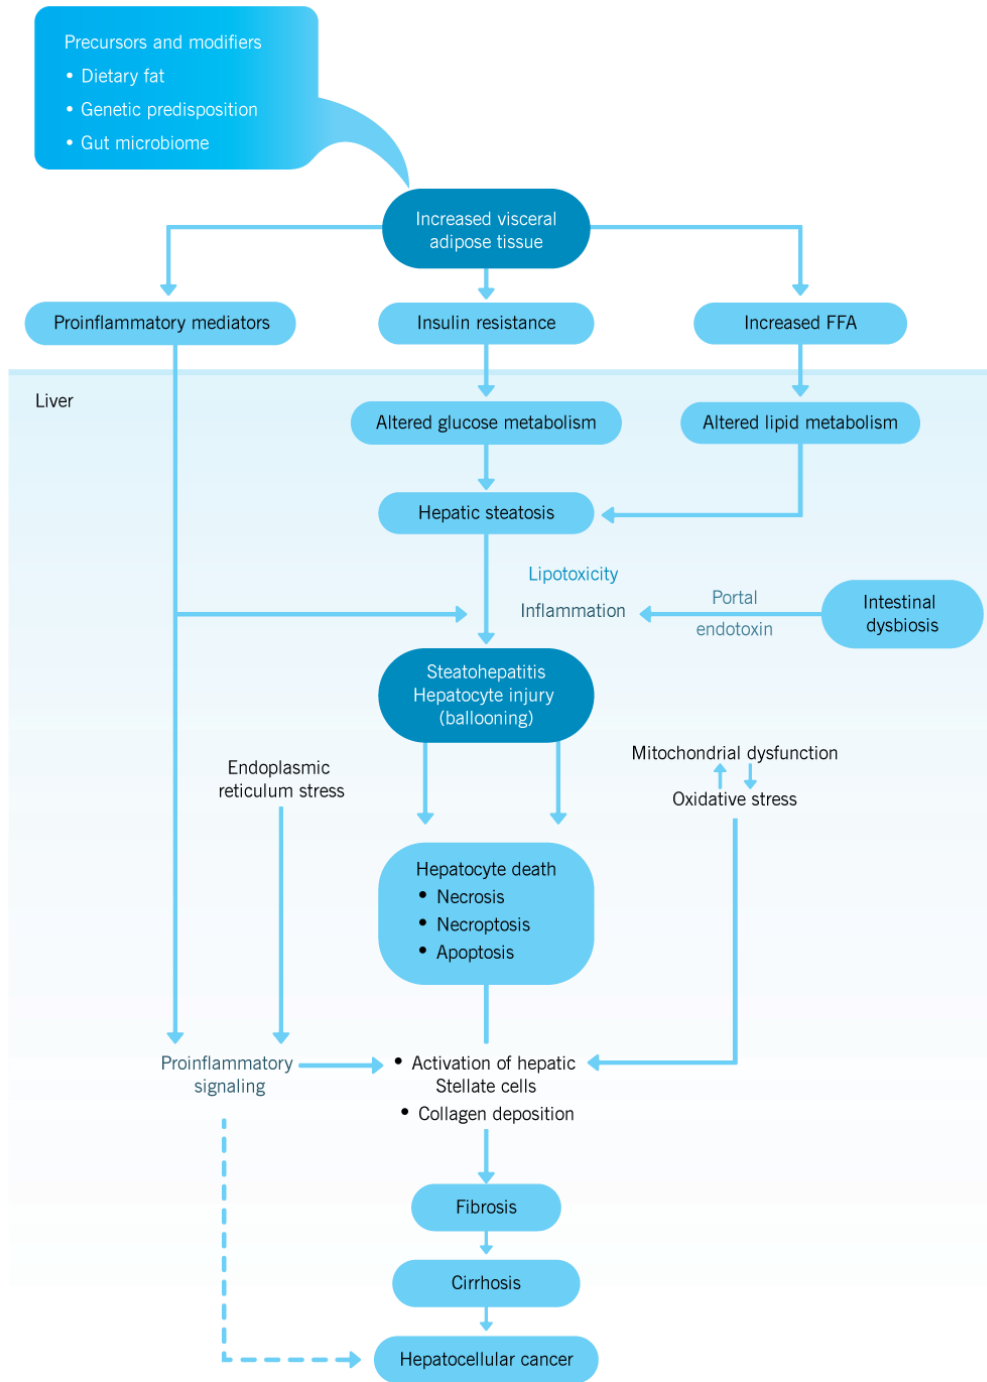 Precursors and modifiers
• Dietary fat
• Genetic predisposition
• Gut microbiome
Increased visceral
adipose tissue
Proinflammatory mediators
Insulin resistance
Increased FFA
Liver
Altered glucose metabolism
Altered lipid metabolism
Hepatic steatosis
Lipotoxicity
Inflammation
Portal
endotoxin
Intestinal
dysbiosis
Steatohepatitis
Hepatocyte injury
(ballooning)
Endoplasmic
reticulum stress
Mitochondrial dysfunction
Oxidative stress
Hepatocyte death
• Necrosis
• Necroptosis
• Apoptosis
Proinflammatory
signaling
• Activation of hepatic
Stellate cells
• Collagen deposition
Fibrosis
Cirrhosis
Hepatocellular cancer